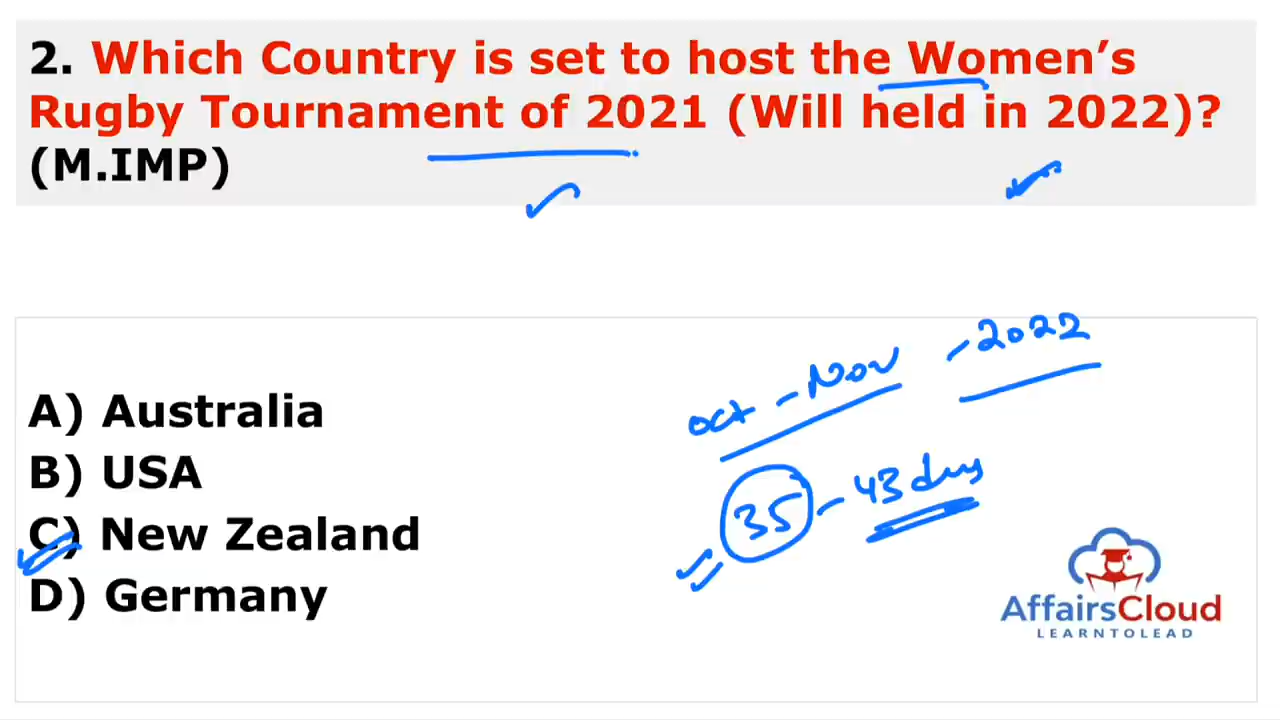 2. Which Country is set to host the Women’s
Rugby Tournament of 2021 (Will held in 2022)?
(M.IMP)
A) Australia
B) USA
C) New Zealand
D) Germany
oct - Nov - 2022
35 - 43 days
AffairsCloud
LEARNTOLEAD